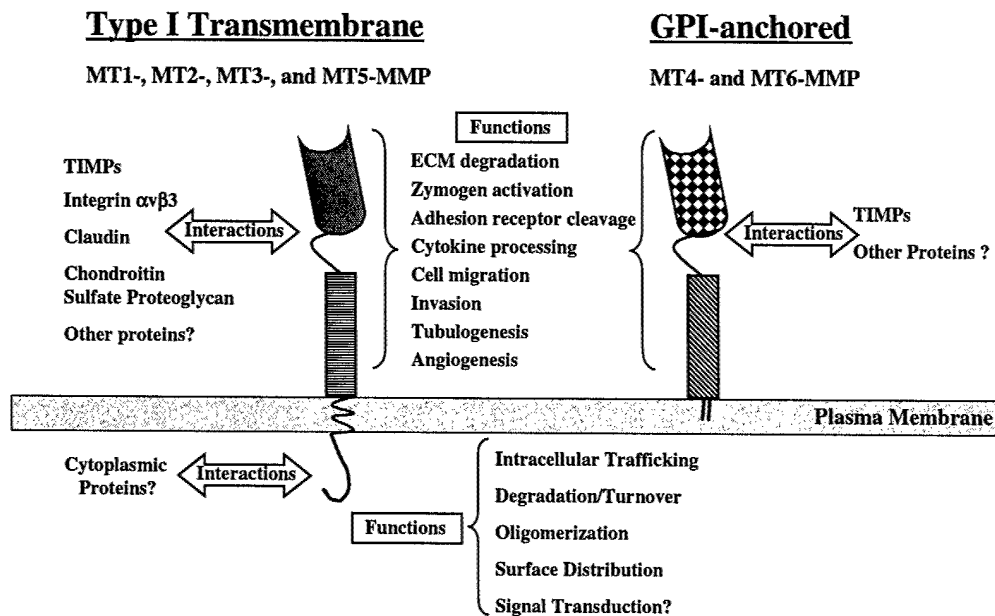 Type I Transmembrane
MT1-, MT2-, MT3-, and MT5-MMP
GPI-anchored
MT4- and MT6-MMP
TIMPs
Integrin αvβ3
Claudin
Chondroitin
Sulfate Proteoglycan
Other proteins?
Interactions
Functions
ECM degradation
Zymogen activation
Adhesion receptor cleavage
Cytokine processing
Cell migration
Invasion
Tubulogenesis
Angiogenesis
Interactions
TIMPs
Other Proteins ?
Plasma Membrane
Cytoplasmic
Proteins?
Interactions
Functions
Intracellular Trafficking
Degradation/Turnover
Oligomerization
Surface Distribution
Signal Transduction?